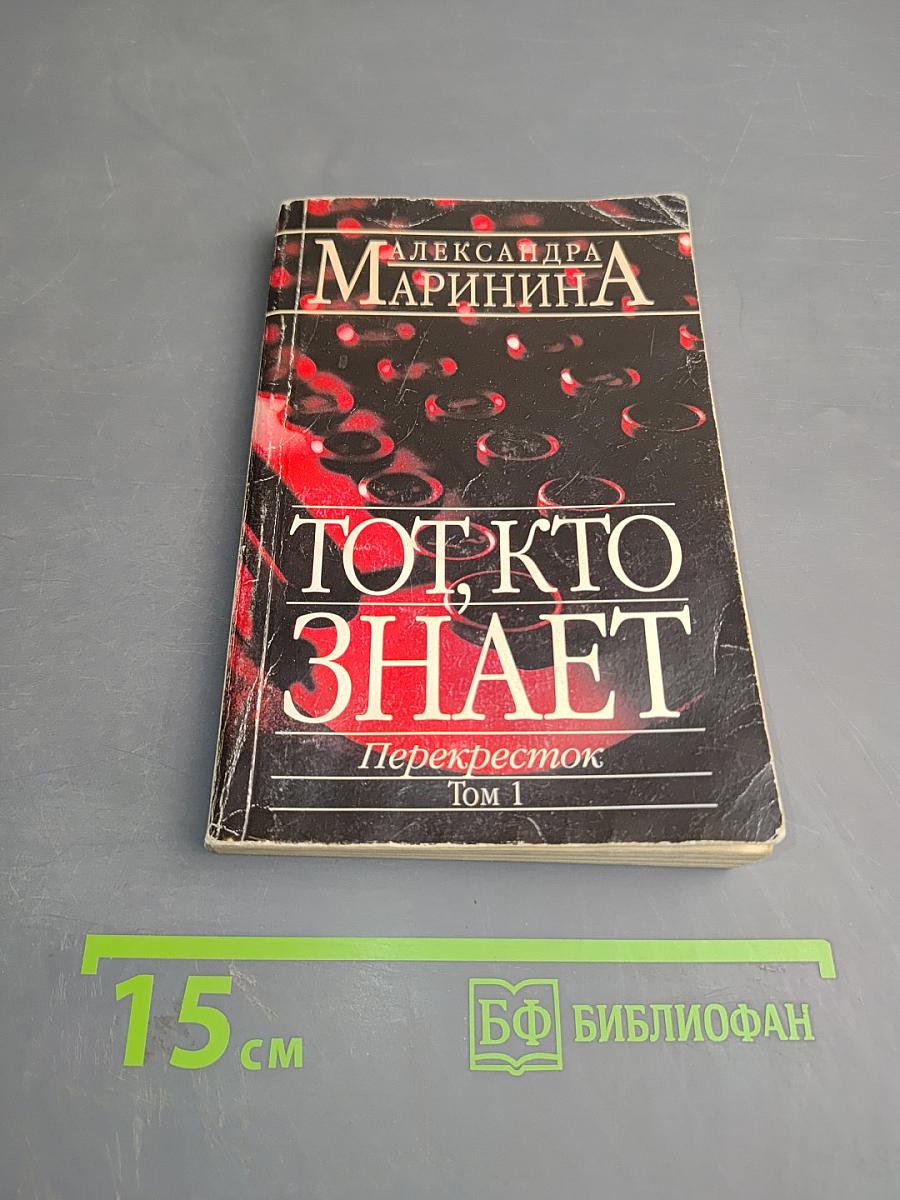 АЛЕКСАНДРА
МАРИНИНА
ТОТ, КТО
ЗНАЕТ
Перекресток
Том 1
15 см
БФ БИБЛИОФАН